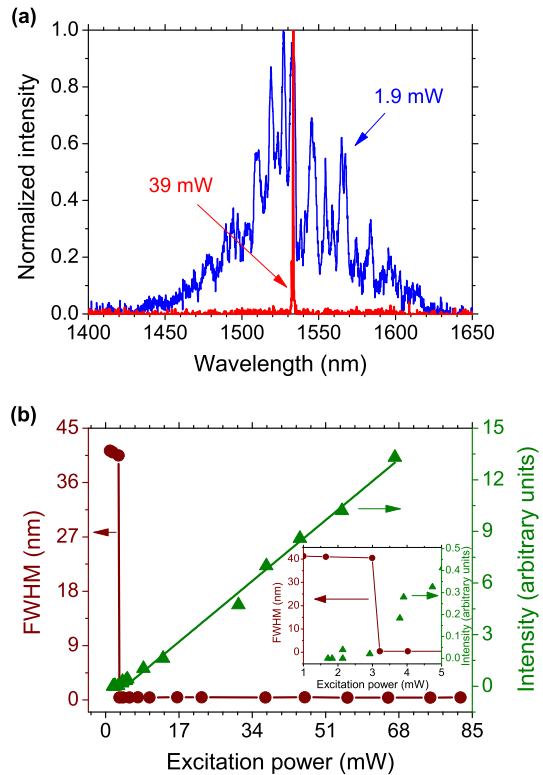 (a)
Normalized intensity
1.0
0.8
0.6
0.4
0.2
0.0
1.9 mW
39 mW
1400 1450 1500 1550 1600 1650
Wavelength (nm)
(b)
FWHM (nm)
45
36
27
18
9
0
15
12
9
6
3
0
Intensity (arbitrary units)
FWHM (nm)
40
30
20
10
0
0.5
0.4
0.3
0.2
0.1
0.0
Intensity (arbitrary units)
1 2 3 4 5
Excitation power (mW)
0 17 34 51 68 85
Excitation power (mW)